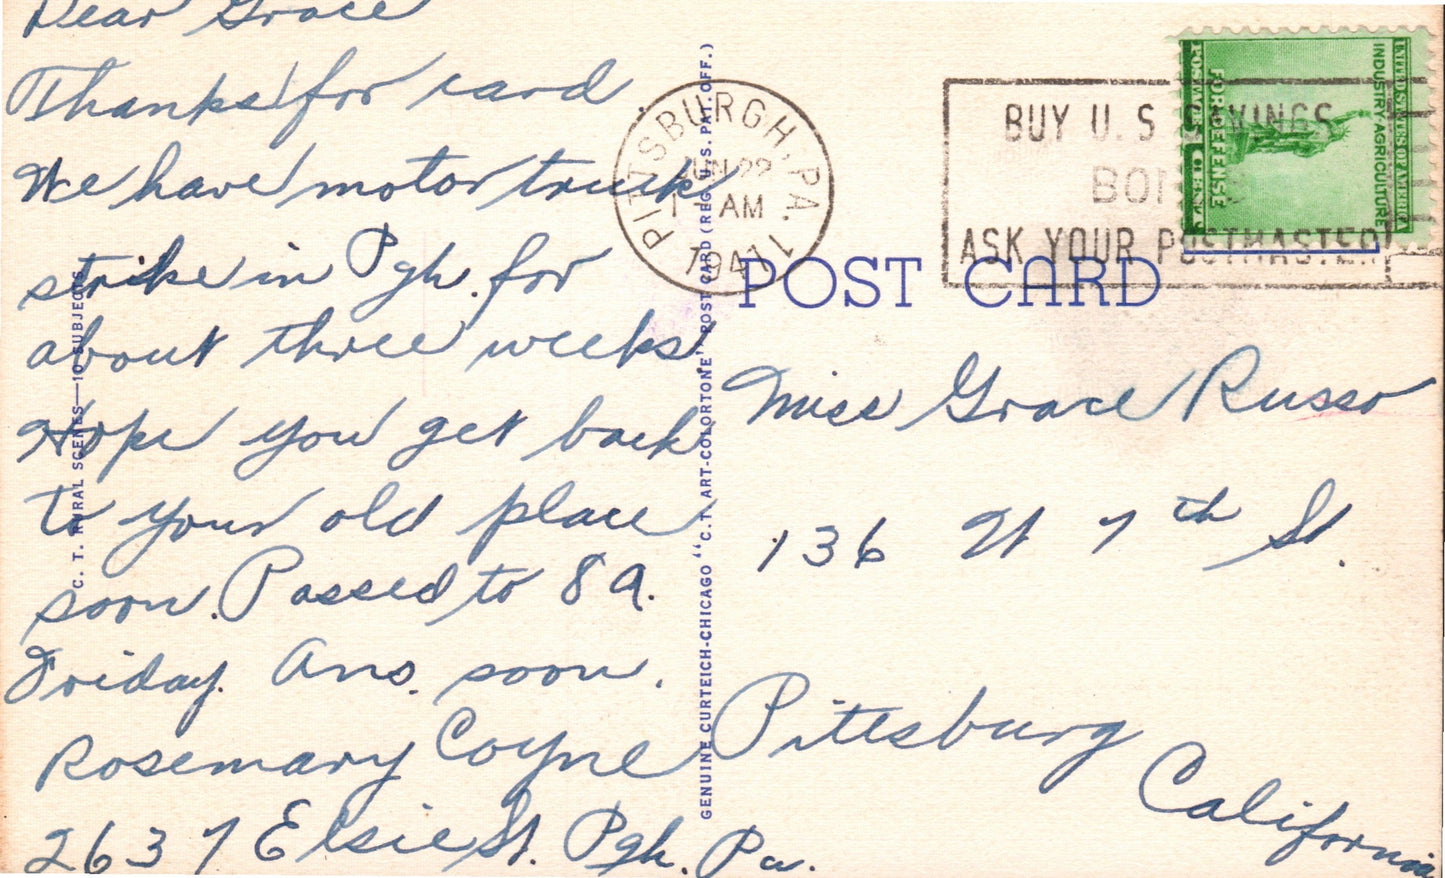 Dear Grace
Thanks for card.
We have motor truck
strike in Pgh. for
about three weeks.
Hope you get back
to your old place
soon. Passed to 8A.
Friday. Ans. soon.
Rosemary Coyne
2637 Elsie St. Pgh. Pa.
C. T. RURAL SCENES—10 SUBJECTS
GENUINE CURTEICH-CHICAGO "C. T. ART-COLORTONE" POST CARD (REG. U. S. PAT. OFF.)
PITTSBURGH, PA. 17
JUN 22
AM
1941
BUY U. S. SAVINGS
BONDS
ASK YOUR POSTMASTER
UNITED STATES OF AMERICA
INDUSTRY AGRICULTURE
FOR DEFENSE
POSTAGE 1 CENT
POST CARD
Miss Grace Russo
136 W 7th St.
Pittsburg
California